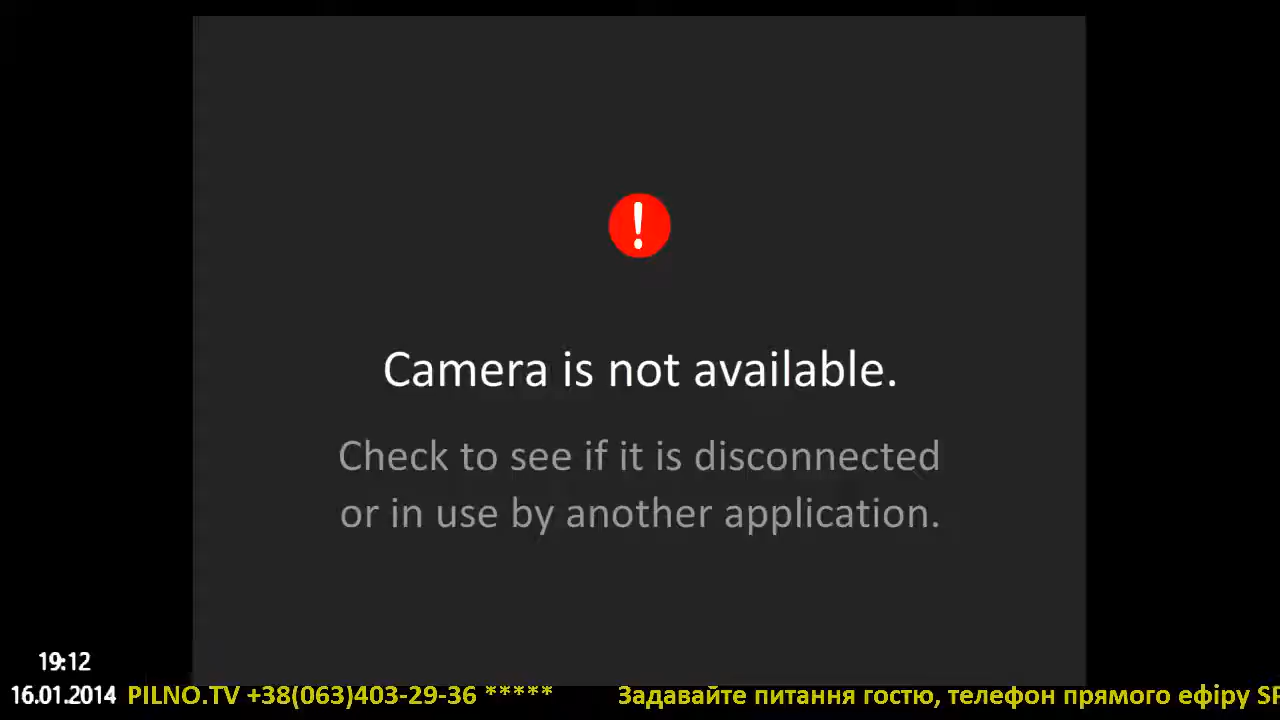 Camera is not available.
Check to see if it is disconnected
or in use by another application.
19:12
16.01.2014 PILNO.TV +38(063)403-29-36 ***** Задавайте питання гостю, телефон прямого ефіру